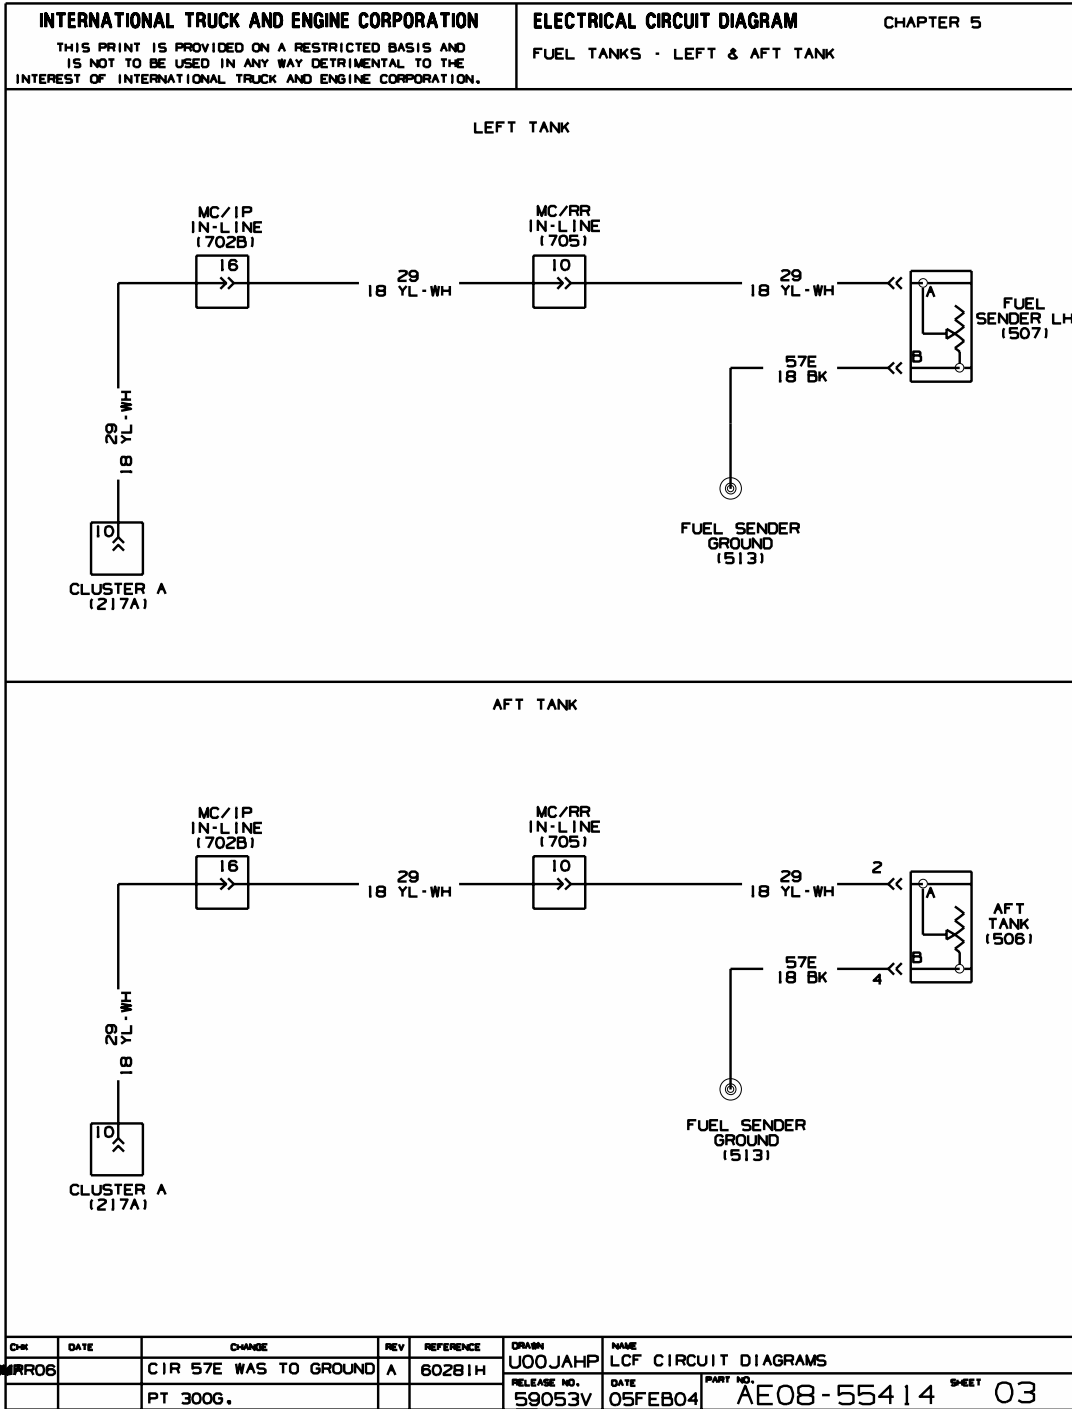 INTERNATIONAL TRUCK AND ENGINE CORPORATION
THIS PRINT IS PROVIDED ON A RESTRICTED BASIS AND
IS NOT TO BE USED IN ANY WAY DETRIMENTAL TO THE
INTEREST OF INTERNATIONAL TRUCK AND ENGINE CORPORATION.
ELECTRICAL CIRCUIT DIAGRAM
CHAPTER 5
FUEL TANKS - LEFT & AFT TANK
LEFT TANK
MC/IP
IN-LINE
(702B)
16
MC/RR
IN-LINE
(705)
10
29
18 YL-WH
29
18 YL-WH
A
B
FUEL
SENDER LH
(507)
57E
18 BK
29
18 YL-WH
FUEL SENDER
GROUND
(513)
10
CLUSTER A
(217A)
AFT TANK
MC/IP
IN-LINE
(702B)
16
MC/RR
IN-LINE
(705)
10
29
18 YL-WH
29
18 YL-WH
2
A
B
AFT
TANK
(506)
57E
18 BK
4
29
18 YL-WH
FUEL SENDER
GROUND
(513)
10
CLUSTER A
(217A)
CHK
DATE
CHANGE
REV
REFERENCE
DRAWN
NAME
CIR 57E WAS TO GROUND
A
60281H
U00JAHP
LCF CIRCUIT DIAGRAMS
PT 300G.
RELEASE NO.
59053V
DATE
05FEB04
PART NO.
AE08-55414
SHEET
03